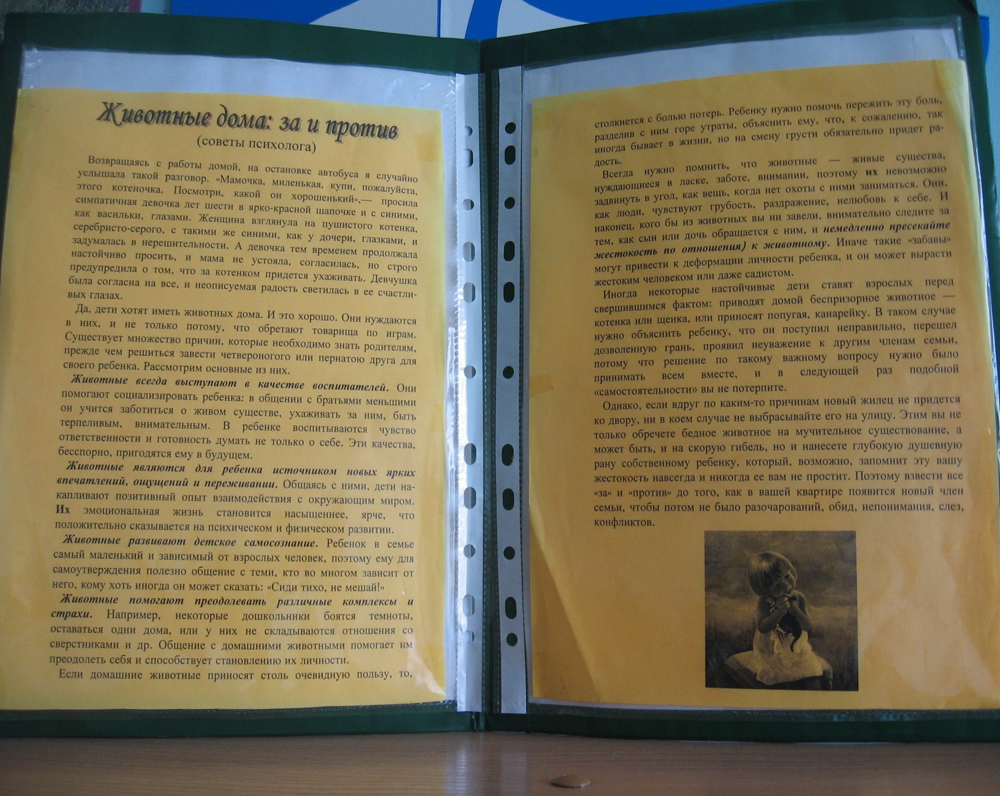 Животные дома: за и против
(советы психолога)
Возвращаясь с работы домой, на остановке автобуса я случайно
услышала такой разговор. «Мамочка, миленькая, купи, пожалуйста,
этого котеночка. Посмотри, какой он хорошенький»,— просила
симпатичная девочка лет шести в ярко-красной шапочке и с синими,
как васильки, глазами. Женщина взглянула на пушистого котенка,
серебристо-серого, с такими же синими, как у дочери, глазками, и
задумалась в нерешительности. А девочка тем временем продолжала
настойчиво просить, и мама не устояла, согласилась, но строго
предупредила о том, что за котенком придется ухаживать. Девчушка
была согласна на все, и неописуемая радость светилась в ее счастли-
вых глазах.
Да, дети хотят иметь животных дома. И это хорошо. Они нуждаются
в них, и не только потому, что обретают товарища по играм.
Существует множество причин, которые необходимо знать родителям,
прежде чем решиться завести четвероногого или пернатою друга для
своего ребенка. Рассмотрим основные из них.
Животные всегда выступают в качестве воспитателей. Они
помогают социализировать ребенка: в общении с братьями меньшими
он учится заботиться о живом существе, ухаживать за ним, быть
терпеливым, внимательным. В ребенке воспитываются чувство
ответственности и готовность думать не только о себе. Эти качества,
бесспорно, пригодятся ему в будущем.
Животные являются для ребенка источником новых ярких
впечатлений, ощущений и переживании. Общаясь с ними, дети на-
капливают позитивный опыт взаимодействия с окружающим миром.
Их эмоциональная жизнь становится насыщеннее, ярче, что
положительно сказывается на психическом и физическом развитии.
Животные развивают детское самосознание. Ребенок в семье
самый маленький и зависимый от взрослых человек, поэтому ему для
самоутверждения полезно общение с теми, кто во многом зависит от
него, кому хоть иногда он может сказать: «Сиди тихо, не мешай!»
Животные помогают преодолевать различные комплексы и
страхи. Например, некоторые дошкольники боятся темноты,
оставаться одни дома, или у них не складываются отношения со
сверстниками и др. Общение с домашними животными помогает им
преодолеть себя и способствует становлению их личности.
Если домашние животные приносят столь очевидную пользу, то,
столкнется с болью потерь. Ребенку нужно помочь пережить эту боль,
разделив с ним горе утраты, объяснить ему, что, к сожалению, так
иногда бывает в жизни, но на смену грусти обязательно придет ра-
дость.
Всегда нужно помнить, что животные — живые существа,
нуждающиеся в ласке, заботе, внимании, поэтому их невозможно
задвинуть в угол, как вещь, когда нет охоты с ними заниматься. Они,
как люди, чувствуют грубость, раздражение, нелюбовь к себе. И
наконец, кого бы из животных вы ни завели, внимательно следите за
тем, как сын или дочь обращается с ним, и немедленно пресекайте
жестокость по отношения) к животному. Иначе такие «забавы»
могут привести к деформации личности ребенка, и он может вырасти
жестоким человеком или даже садистом.
Иногда некоторые настойчивые дети ставят взрослых перед
свершившимся фактом: приводят домой беспризорное животное —
котенка или щенка, или приносят попугая, канарейку. В таком случае
нужно объяснить ребенку, что он поступил неправильно, перешел
дозволенную грань, проявил неуважение к другим членам семьи,
потому что решение по такому важному вопросу нужно было
принимать всем вместе, и в следующей раз подобной
«самостоятельности» вы не потерпите.
Однако, если вдруг по каким-то причинам новый жилец не придется
ко двору, ни в коем случае не выбрасывайте его на улицу. Этим вы не
только обречете бедное животное на мучительное существование, а
может быть, и на скорую гибель, но и нанесете глубокую душевную
рану собственному ребенку, который, возможно, запомнит эту вашу
жестокость навсегда и никогда ее вам не простит. Поэтому взвести все
«за» и «против» до того, как в вашей квартире появится новый член
семьи, чтобы потом не было разочарований, обид, непонимания, слез,
конфликтов.